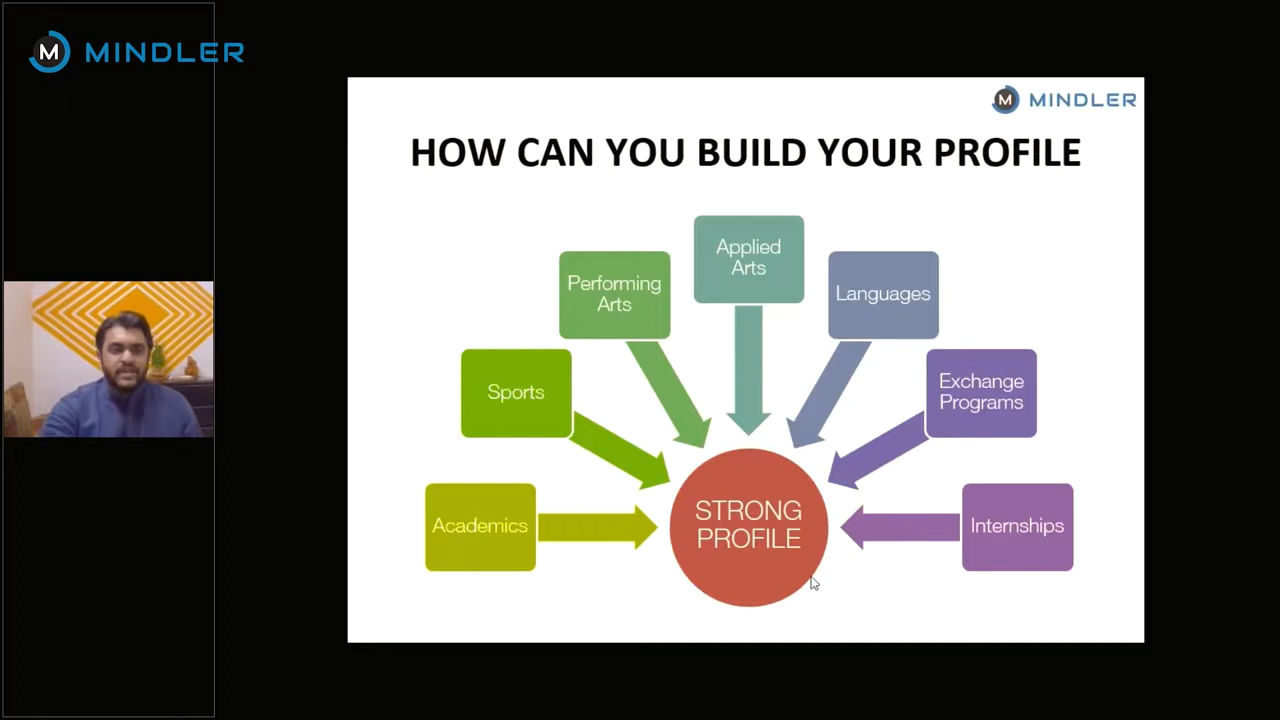 M MINDLER
M MINDLER
HOW CAN YOU BUILD YOUR PROFILE
Applied
Arts
Performing
Arts
Languages
Sports
Exchange
Programs
Academics
STRONG
PROFILE
Internships